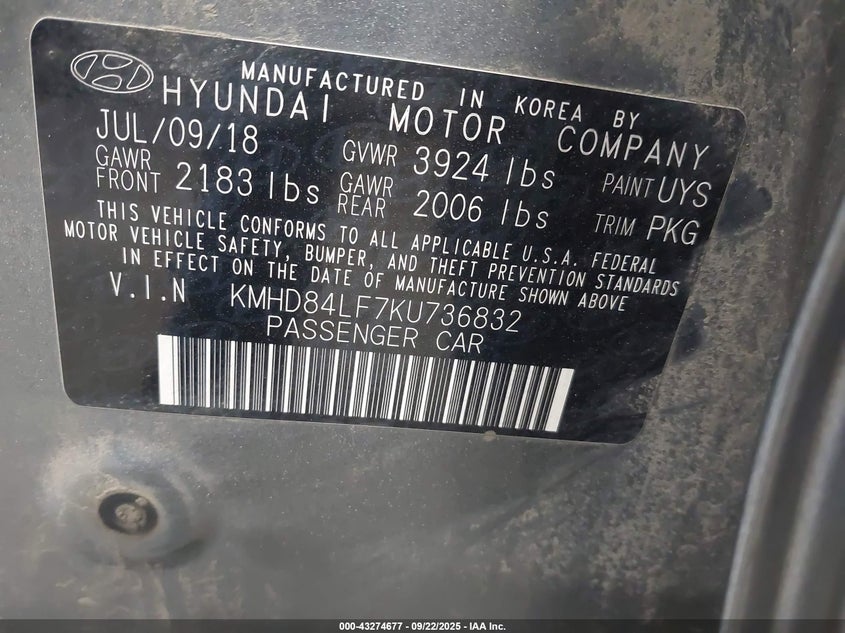 MANUFACTURED IN KOREA BY
HYUNDAI MOTOR COMPANY
JUL/09/18 GVWR 3924 lbs PAINT UYS
GAWR FRONT 2183 lbs GAWR REAR 2006 lbs TRIM PKG
THIS VEHICLE CONFORMS TO ALL APPLICABLE U.S.A. FEDERAL
MOTOR VEHICLE SAFETY, BUMPER, AND THEFT PREVENTION STANDARDS
IN EFFECT ON THE DATE OF MANUFACTURE SHOWN ABOVE
V.I.N KMHD84LF7KU736832
PASSENGER CAR
000-43274677 - 09/22/2025 - IAA Inc.